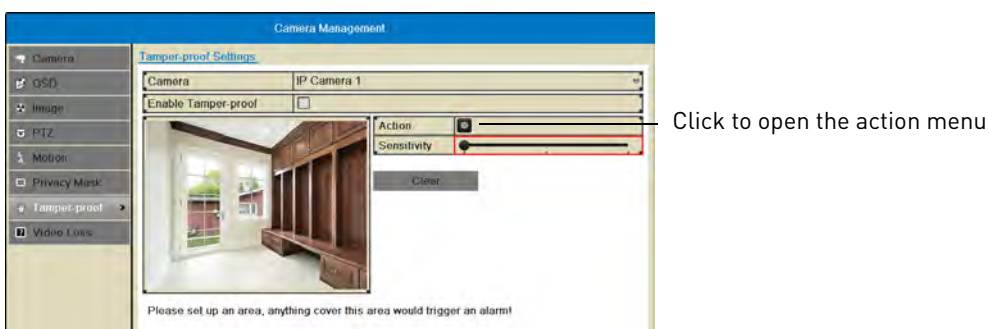 Camera Management
Camera
OSD
Image
PTZ
Motion
Privacy Mask
Tamper-proof
Video Loss
Tamper-proof Settings
Camera IP Camera 1
Enable Tamper-proof
Action
Sensitivity
Clear
Please set up an area, anything cover this area would trigger an alarm!
Click to open the action menu